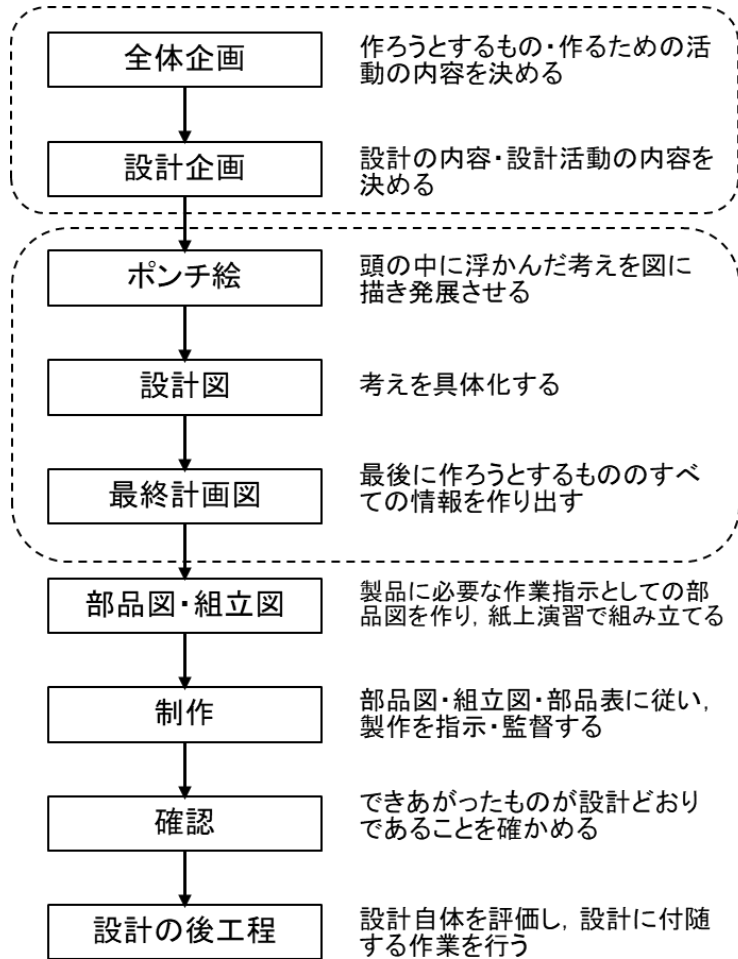 全体企画
作ろうとするもの・作るための活
動の内容を決める
設計企画
設計の内容・設計活動の内容を
決める
ポンチ絵
頭の中に浮かんだ考えを図に
描き発展させる
設計図
考えを具体化する
最終計画図
最後に作ろうとするもののすべ
ての情報を作り出す
部品図・組立図
製品に必要な作業指示としての部
品図を作り, 紙上演習で組み立てる
制作
部品図・組立図・部品表に従い,
製作を指示・監督する
確認
できあがったものが設計どおり
であることを確かめる
設計の後工程
設計自体を評価し, 設計に付随
する作業を行う